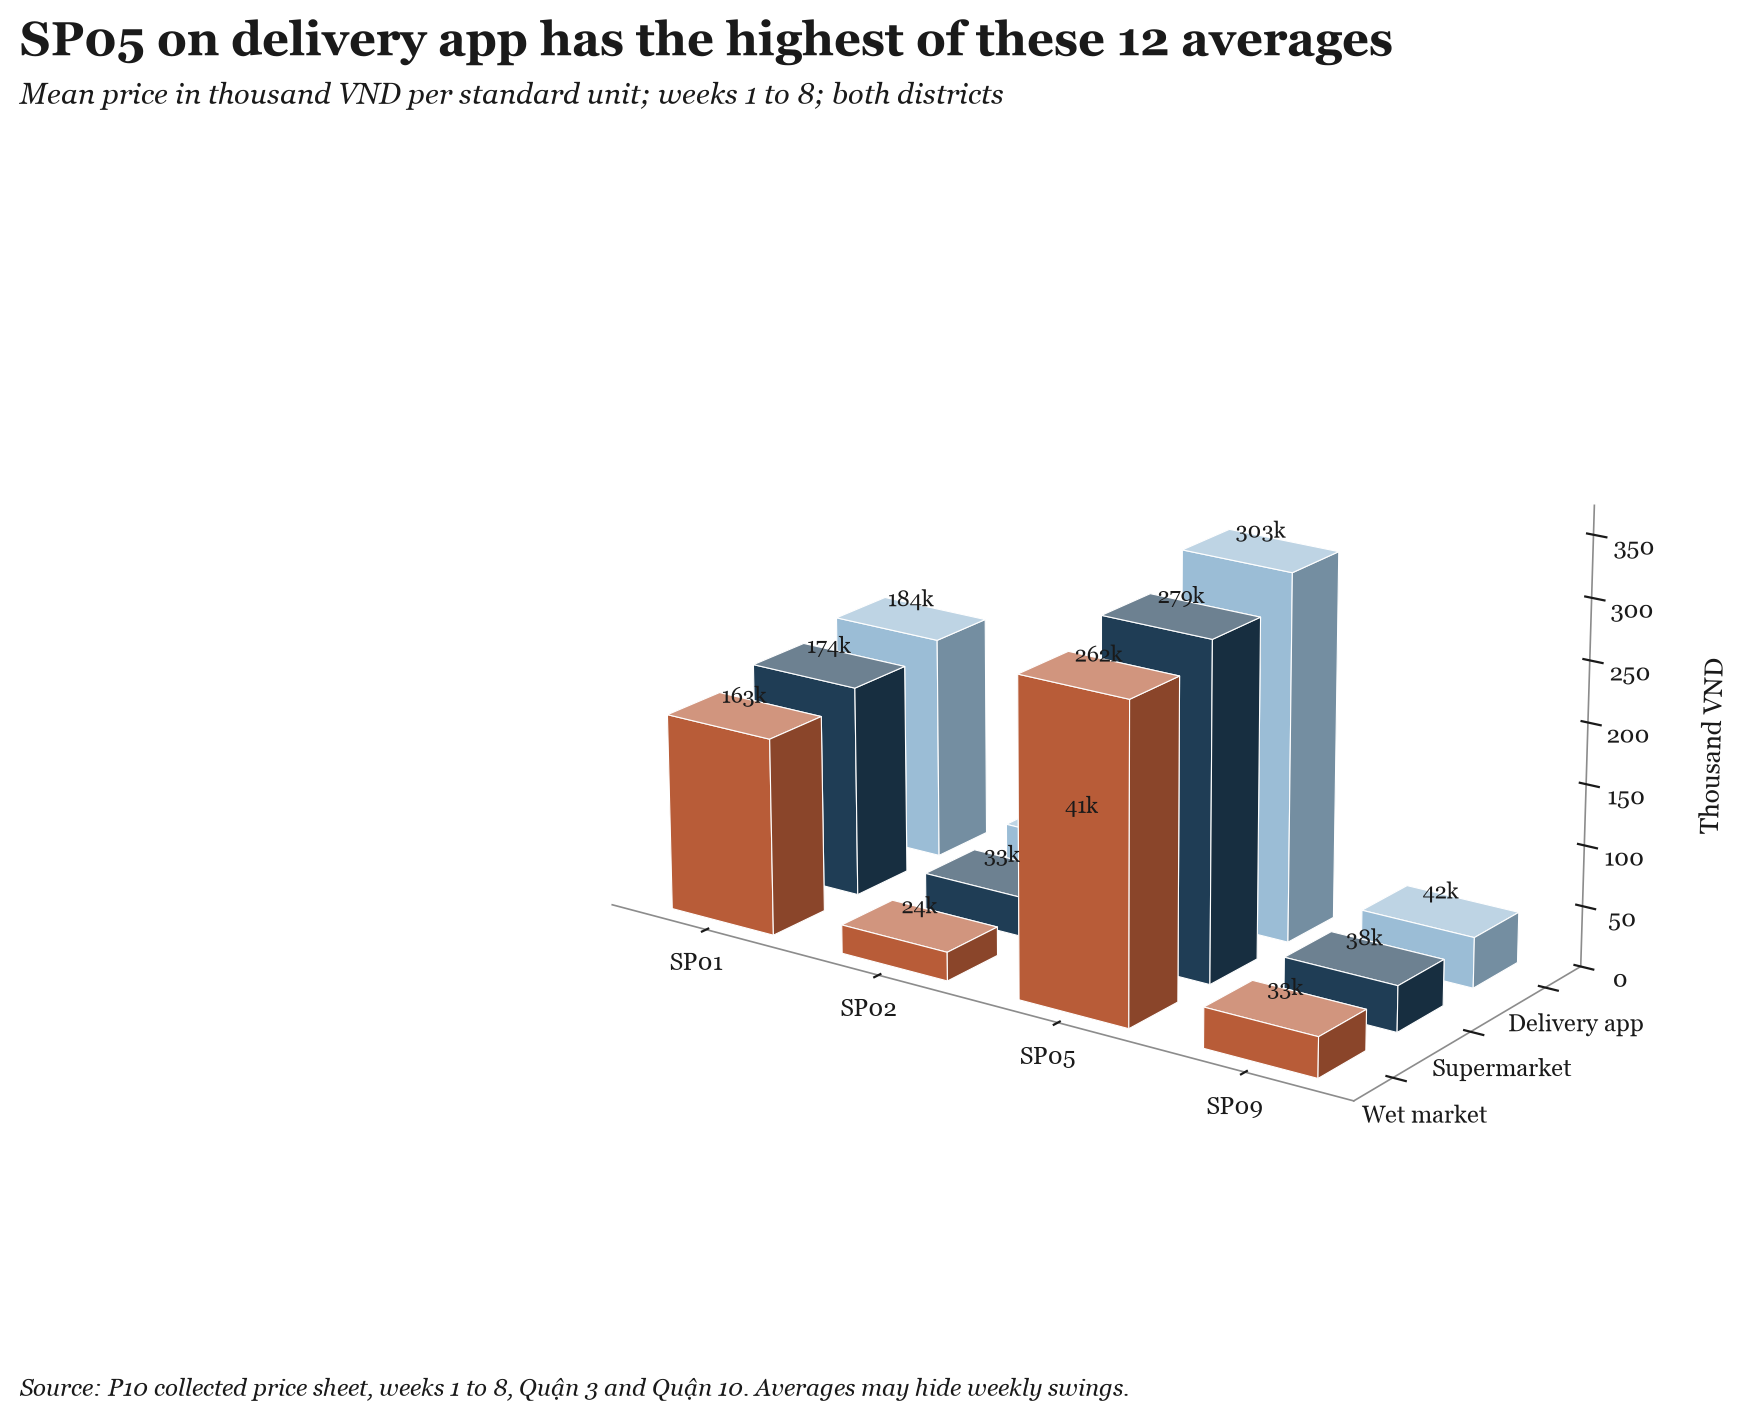 SP05 on delivery app has the highest of these 12 averages
Mean price in thousand VND per standard unit; weeks 1 to 8; both districts
303k
350
279k
184k
300
262k
174k
250
163k
200
Thousand VND
41k
150
33k
100
24k
42k
50
38k
33k
0
SP01
SP02
SP05
SP09
Delivery app
Supermarket
Wet market
Source: P10 collected price sheet, weeks 1 to 8, Quận 3 and Quận 10. Averages may hide weekly swings.